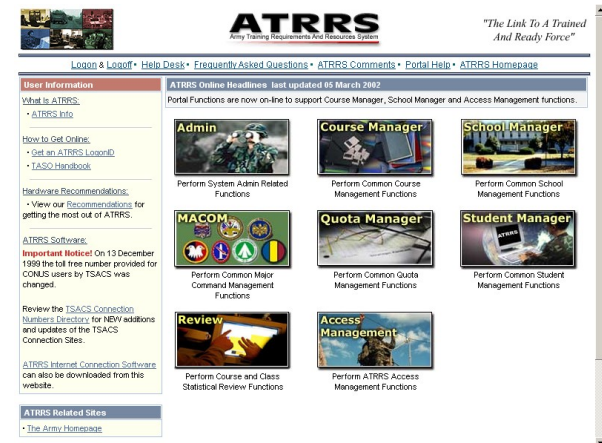 ATRRS
Army Training Requirements And Resources System
"The Link To A Trained
And Ready Force"
Logon & Logoff • Help Desk • Frequently Asked Questions • ATRRS Comments • Portal Help • ATRRS Homepage
User Information
What Is ATRRS:
• ATRRS Info
How to Get Online:
• Get an ATRRS LogonID
• TASO Handbook
Hardware Recommendations:
• View our Recommendations for
getting the most out of ATRRS.
ATRRS Software:
Important Notice! On 13 December
1999 the toll free number provided for
CONUS users by TSACS was
changed.
Review the TSACS Connection
Numbers Directory for NEW additions
and updates of the TSACS
Connection Sites.
ATRRS Internet Connection Software
can also be downloaded from this
website.
ATRRS Related Sites
• The Army Homepage
ATRRS Online Headlines last updated 05 March 2002
Portal Functions are now on-line to support Course Manager, School Manager and Access Management functions.
Admin
Perform System Admin Related
Functions
Course Manager
Perform Common Course
Management Functions
School Manager
Perform Common School
Management Functions
MACOM
Perform Common Major
Command Management
Functions
Quota Manager
Perform Common Quota
Management Functions
Student Manager
ATRRS
Perform Common Student
Management Functions
Review
Perform Course and Class
Statistical Review Functions
Access
Management
Perform ATRRS Access
Management Functions